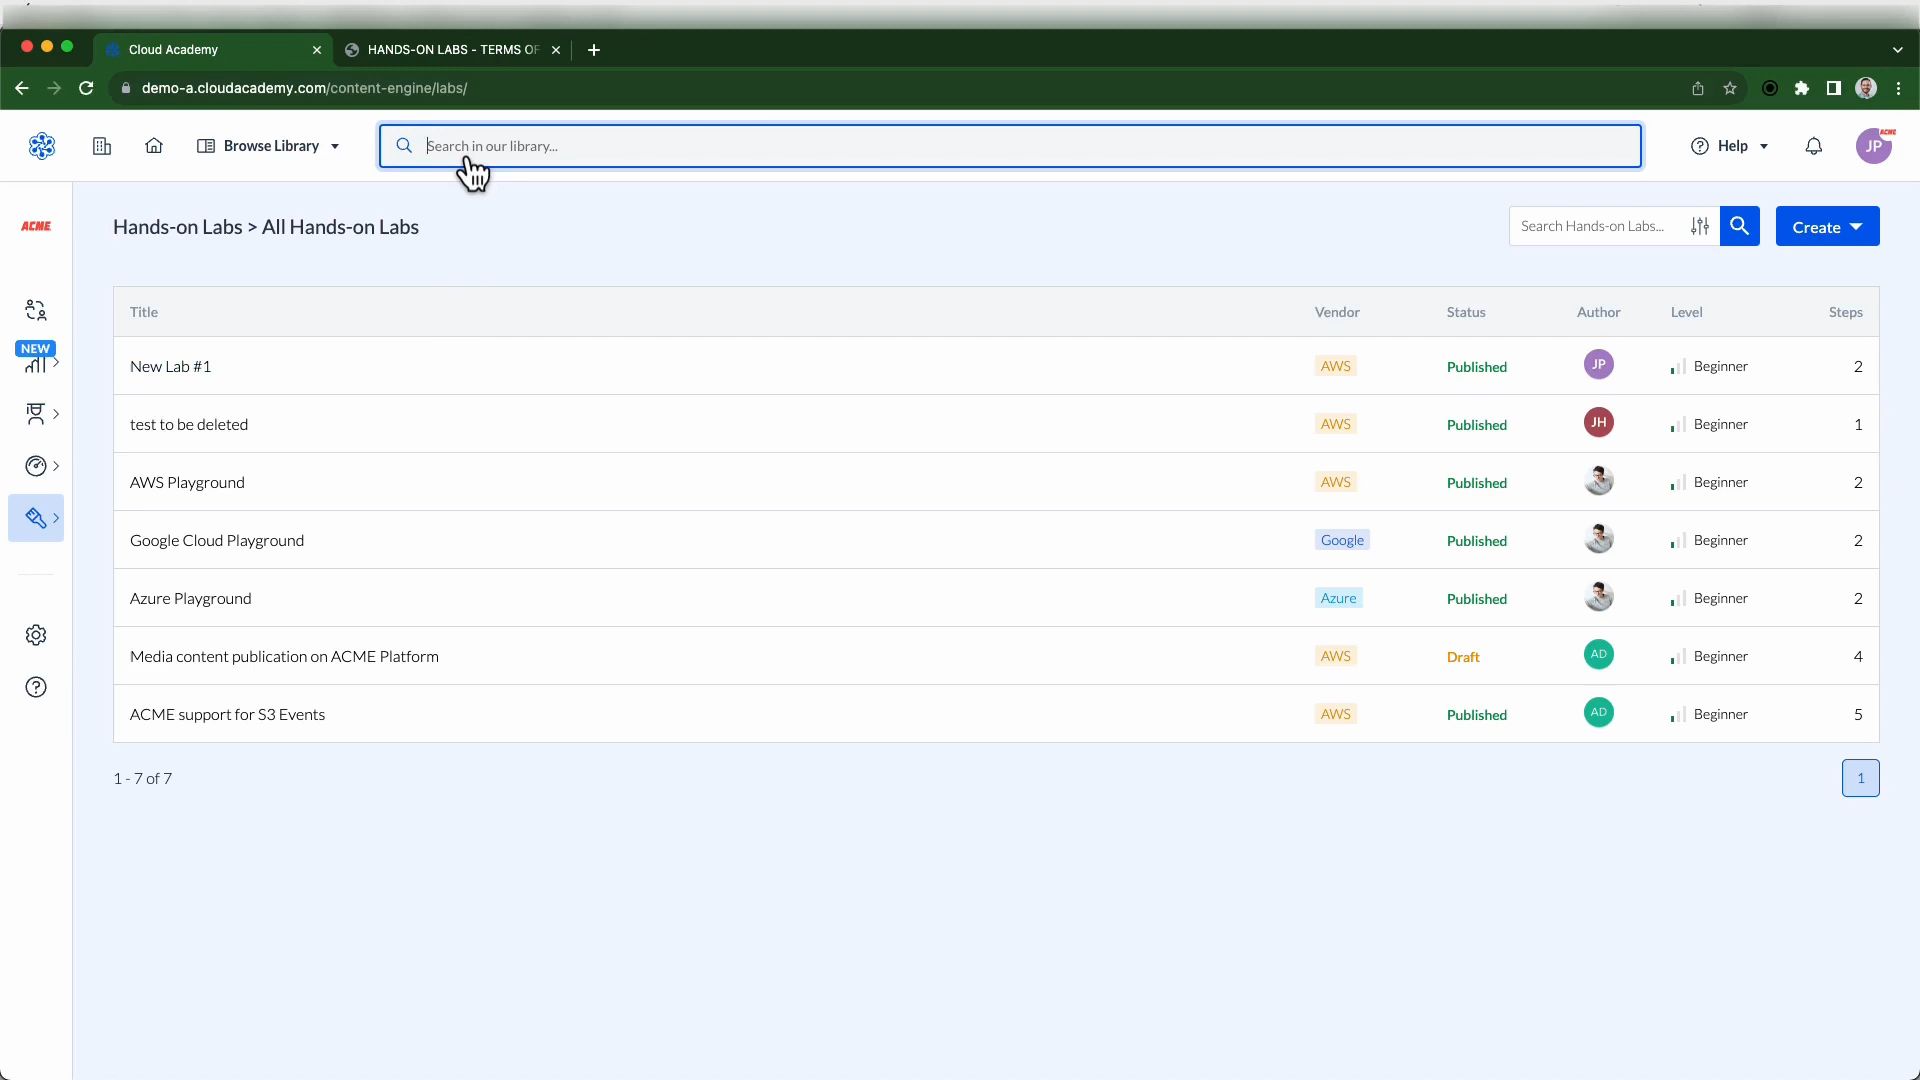 Cloud Academy
HANDS-ON LABS - TERMS OF
demo-a.cloudacademy.com/content-engine/labs/
Browse Library
Search in our library...
Help
JP
ACME
ACME
Hands-on Labs > All Hands-on Labs
Search Hands-on Labs...
Create
NEW
Title Vendor Status Author Level Steps
New Lab #1 AWS Published JP Beginner 2
test to be deleted AWS Published JH Beginner 1
AWS Playground AWS Published Beginner 2
Google Cloud Playground Google Published Beginner 2
Azure Playground Azure Published Beginner 2
Media content publication on ACME Platform AWS Draft AD Beginner 4
ACME support for S3 Events AWS Published AD Beginner 5
1 - 7 of 7
1